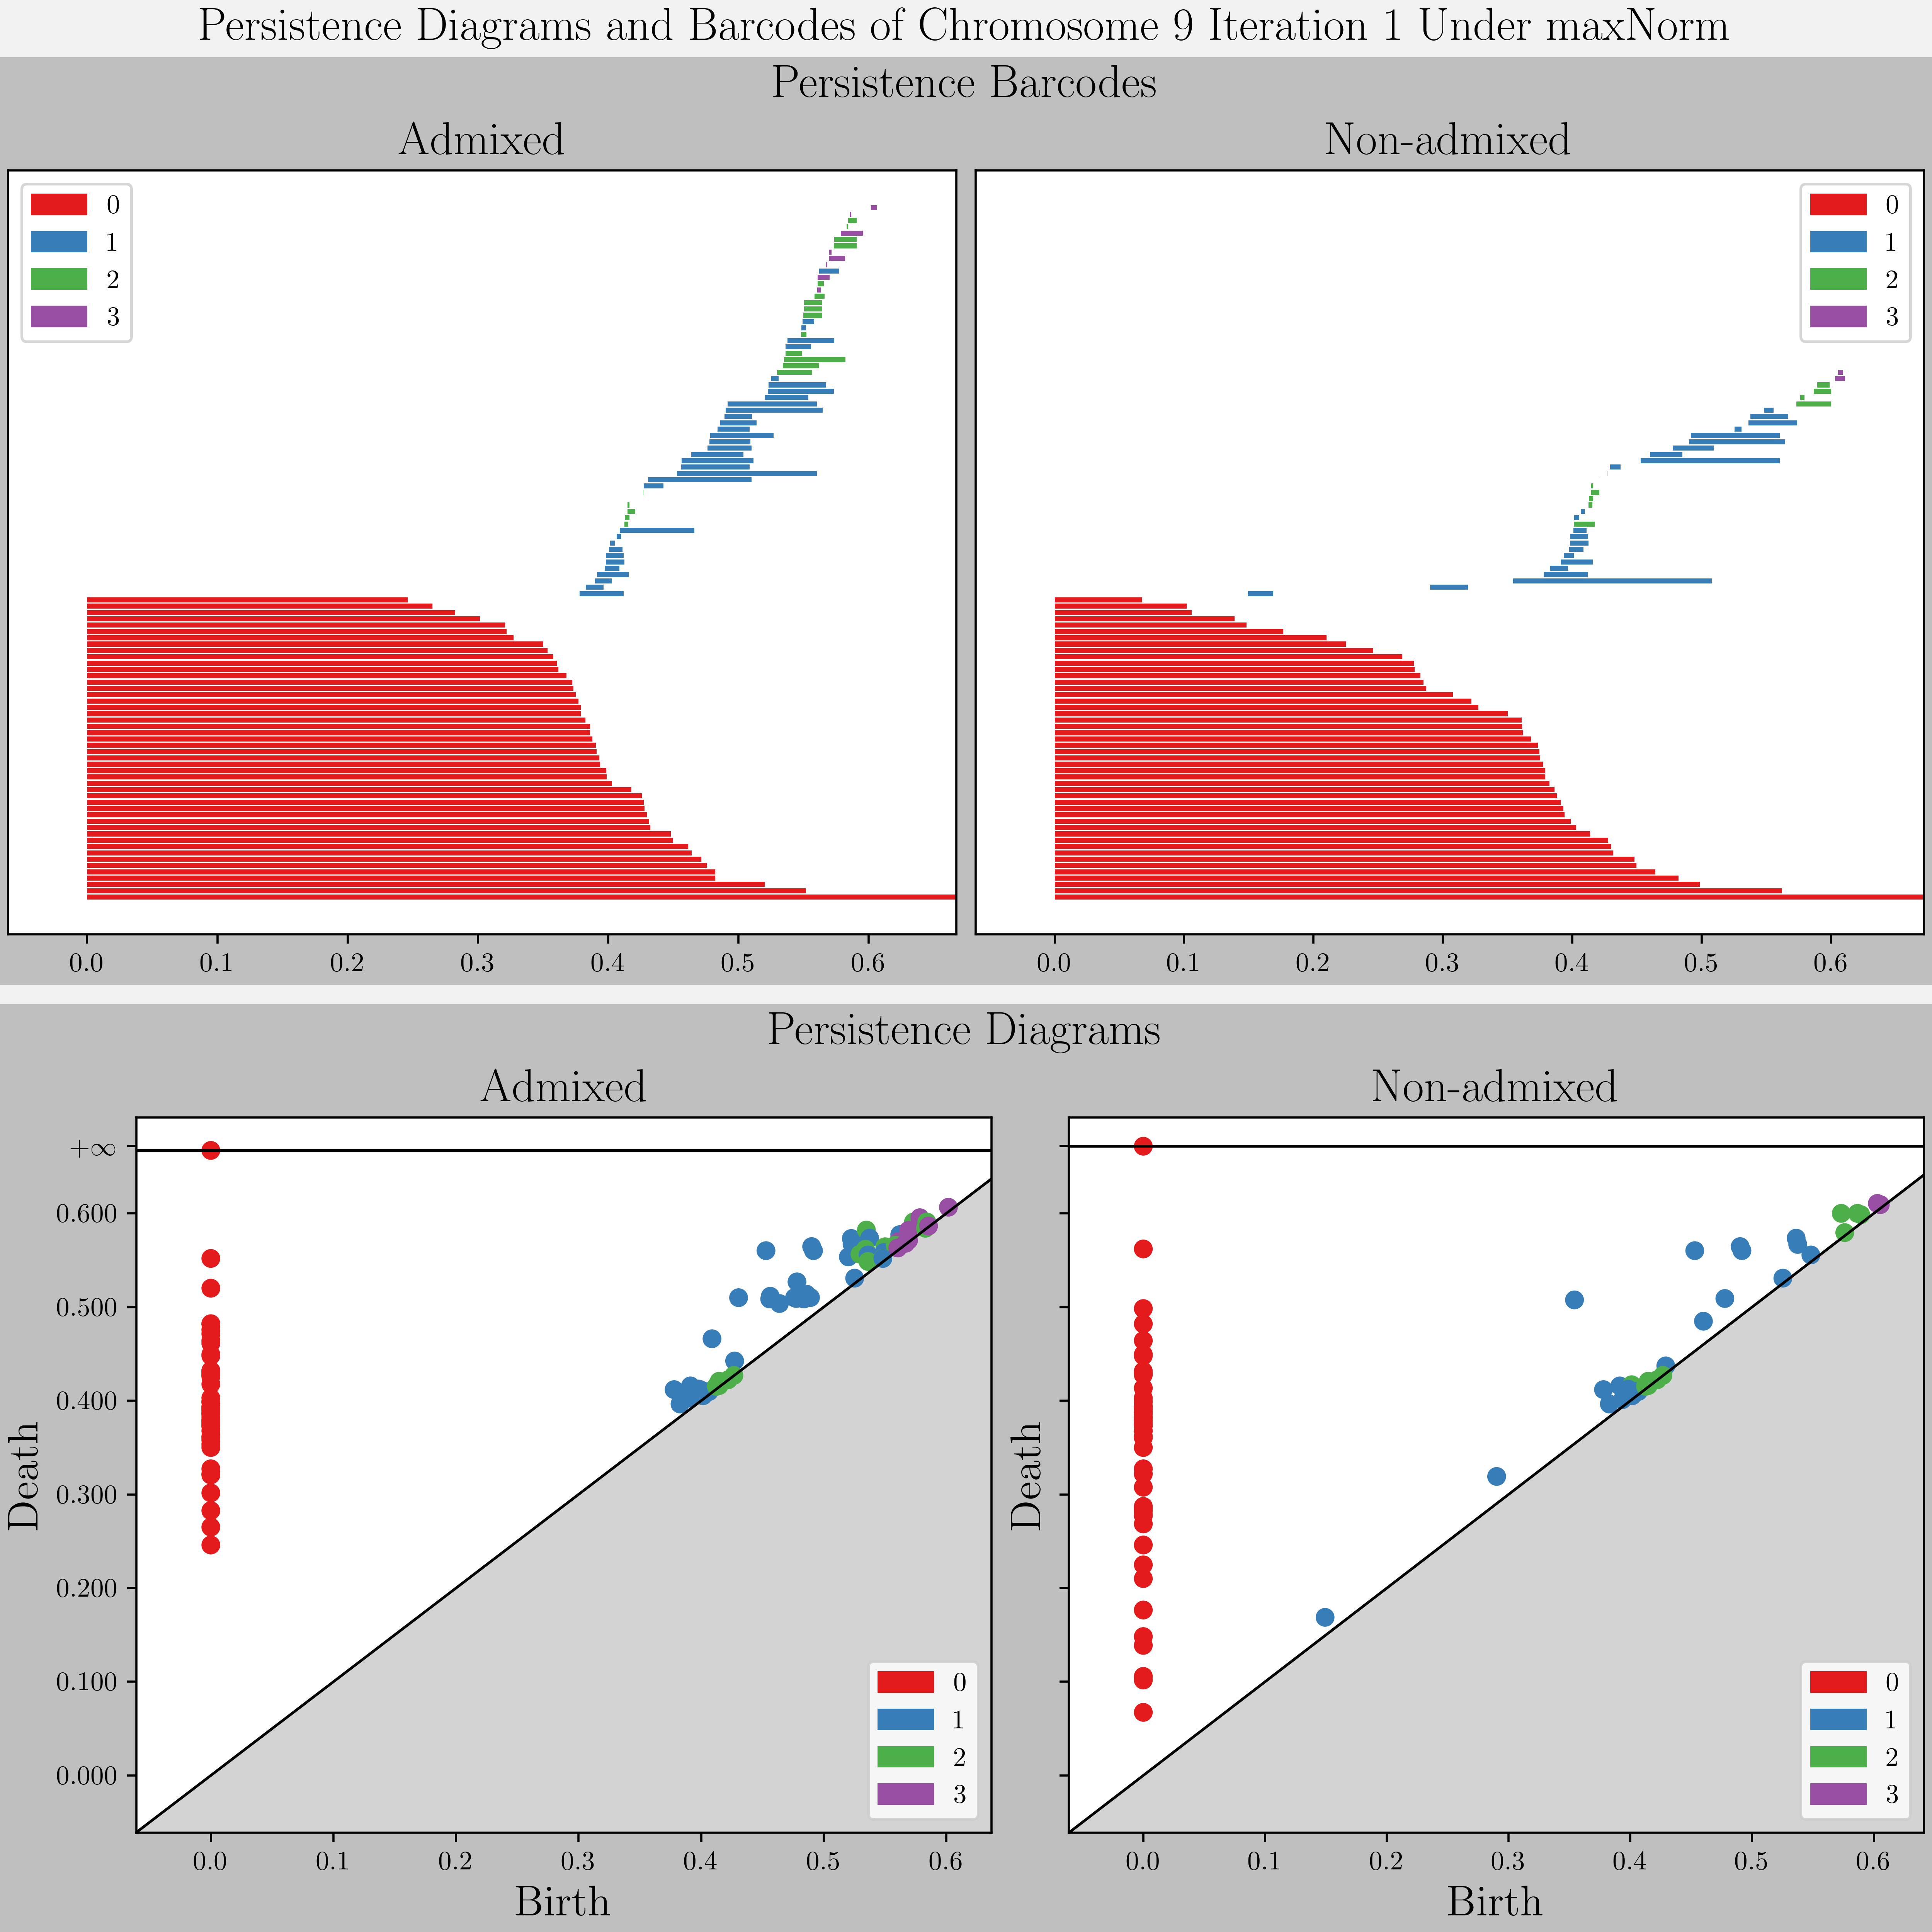 Persistence Diagrams and Barcodes of Chromosome 9 Iteration 1 Under maxNorm
Persistence Barcodes
Admixed
Non-admixed
0
1
2
3
0
1
2
3
0.0 0.1 0.2 0.3 0.4 0.5 0.6
0.0 0.1 0.2 0.3 0.4 0.5 0.6
Persistence Diagrams
Admixed
Non-admixed
+∞
0.600
0.500
0.400
0.300
0.200
0.100
0.000
Death
Death
0
1
2
3
0
1
2
3
0.0 0.1 0.2 0.3 0.4 0.5 0.6
0.0 0.1 0.2 0.3 0.4 0.5 0.6
Birth
Birth